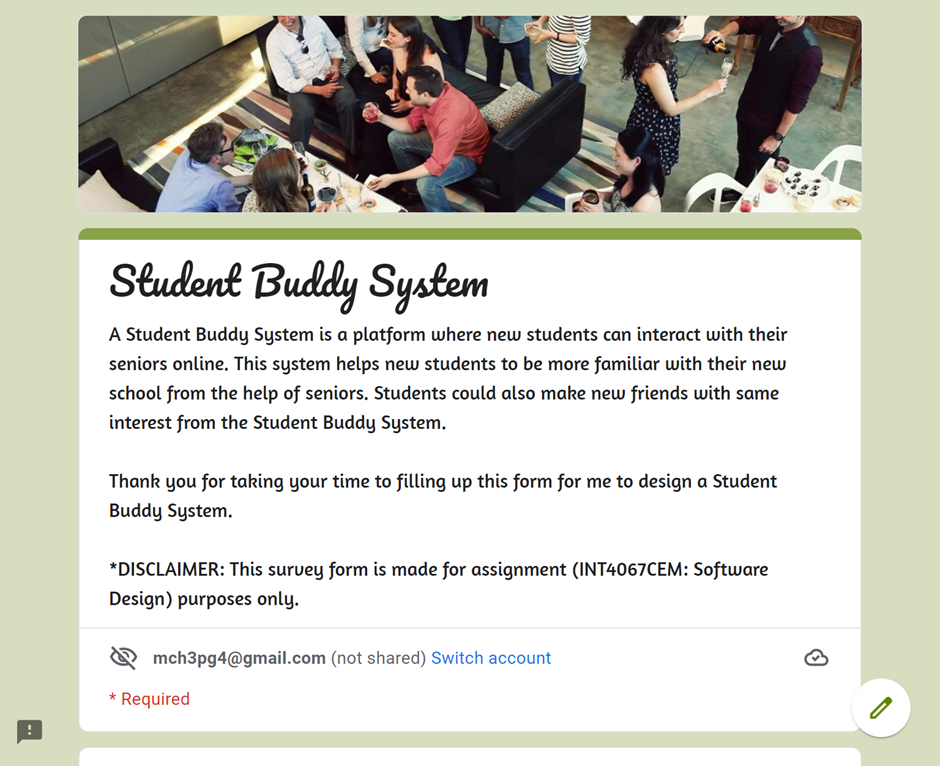 Student Buddy System
A Student Buddy System is a platform where new students can interact with their
seniors online. This system helps new students to be more familiar with their new
school from the help of seniors. Students could also make new friends with same
interest from the Student Buddy System.
Thank you for taking your time to filling up this form for me to design a Student
Buddy System.
*DISCLAIMER: This survey form is made for assignment (INT4067CEM: Software
Design) purposes only.
mch3pg4@gmail.com (not shared) Switch account
* Required